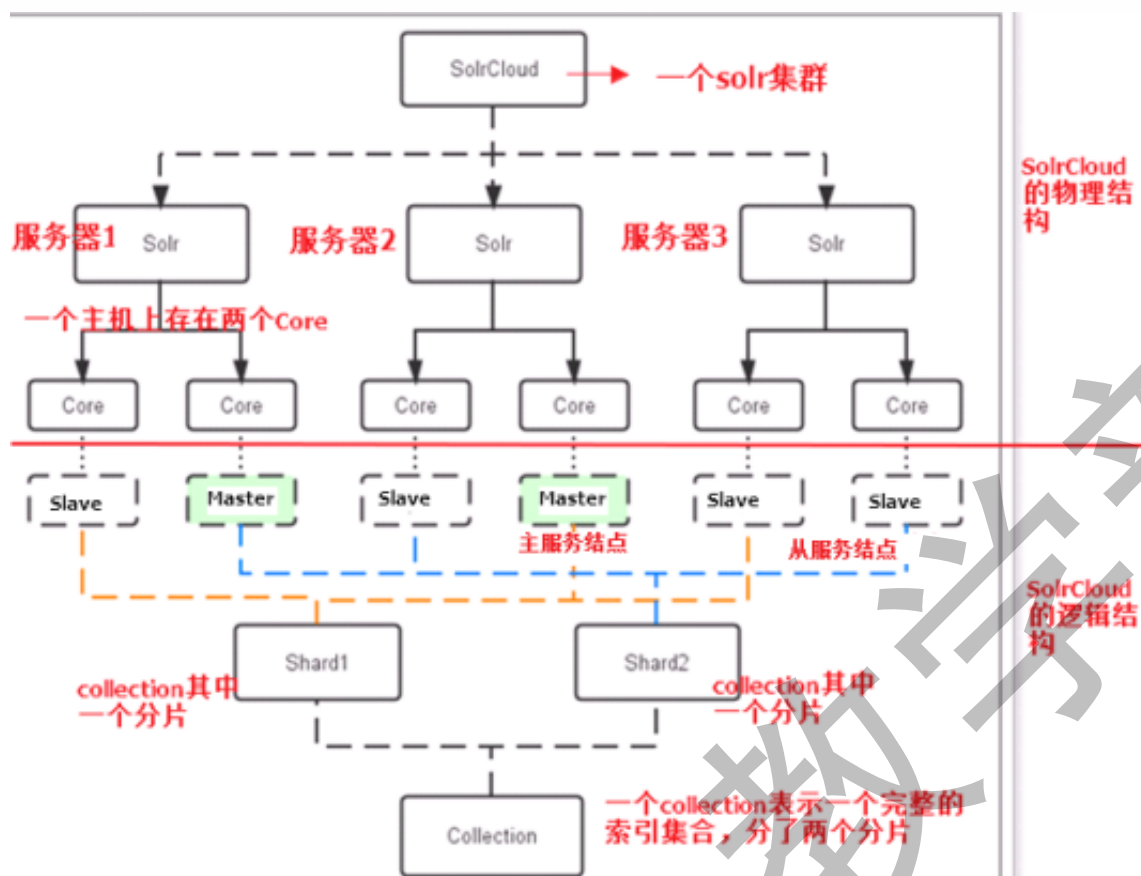 SolrCloud
一个solr集群
SolrCloud
的物理结
构
服务器1
Solr
服务器2
Solr
服务器3
Solr
一个主机上存在两个Core
Core
Core
Core
Core
Core
Core
Slave
Master
Slave
Master
Slave
Slave
主服务结点
从服务结点
SolrCloud
的逻辑结
构
Shard1
Shard2
collection其中
一个分片
collection其中
一个分片
Collection
一个collection表示一个完整的
索引集合，分了两个分片
教学